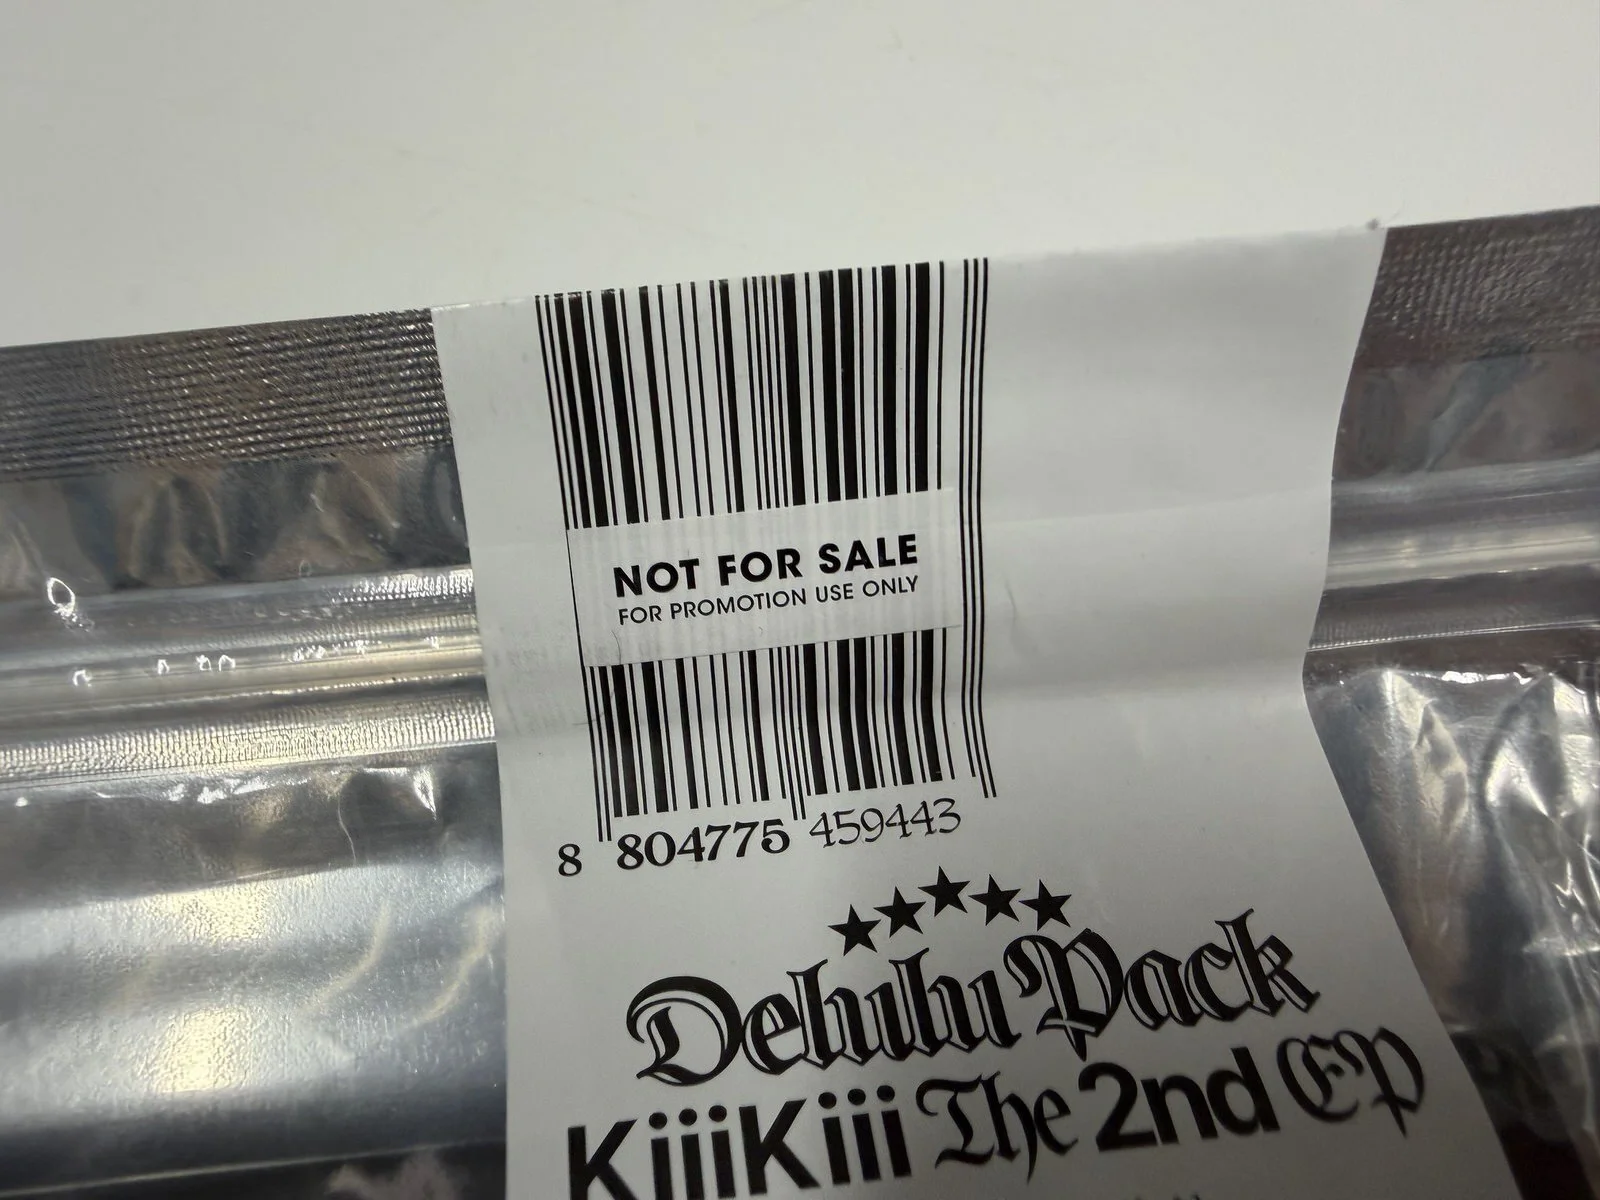 NOT FOR SALE
FOR PROMOTION USE ONLY
8 804775 459443
Delulu Pack
KiiiKiii The 2nd EP